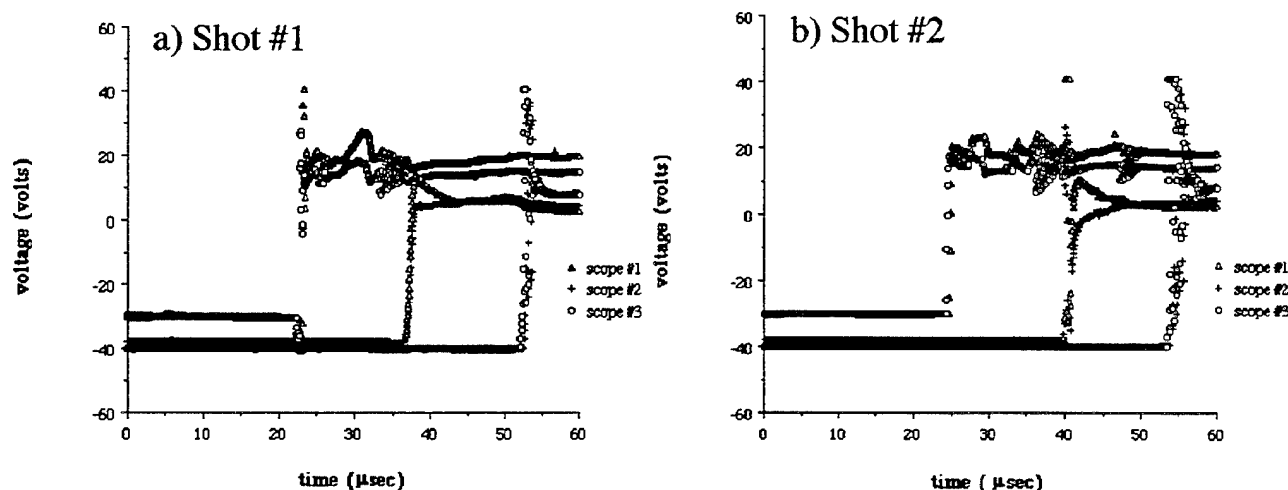 a) Shot #1
60
40
20
0
-20
-40
-60
voltage (volts)
0 10 20 30 40 50 60
time (μsec)
scope #1
scope #2
scope #3
b) Shot #2
60
40
20
0
-20
-40
-60
voltage (volts)
0 10 20 30 40 50 60
time ( μsec)
scope #1
scope #2
scope #3